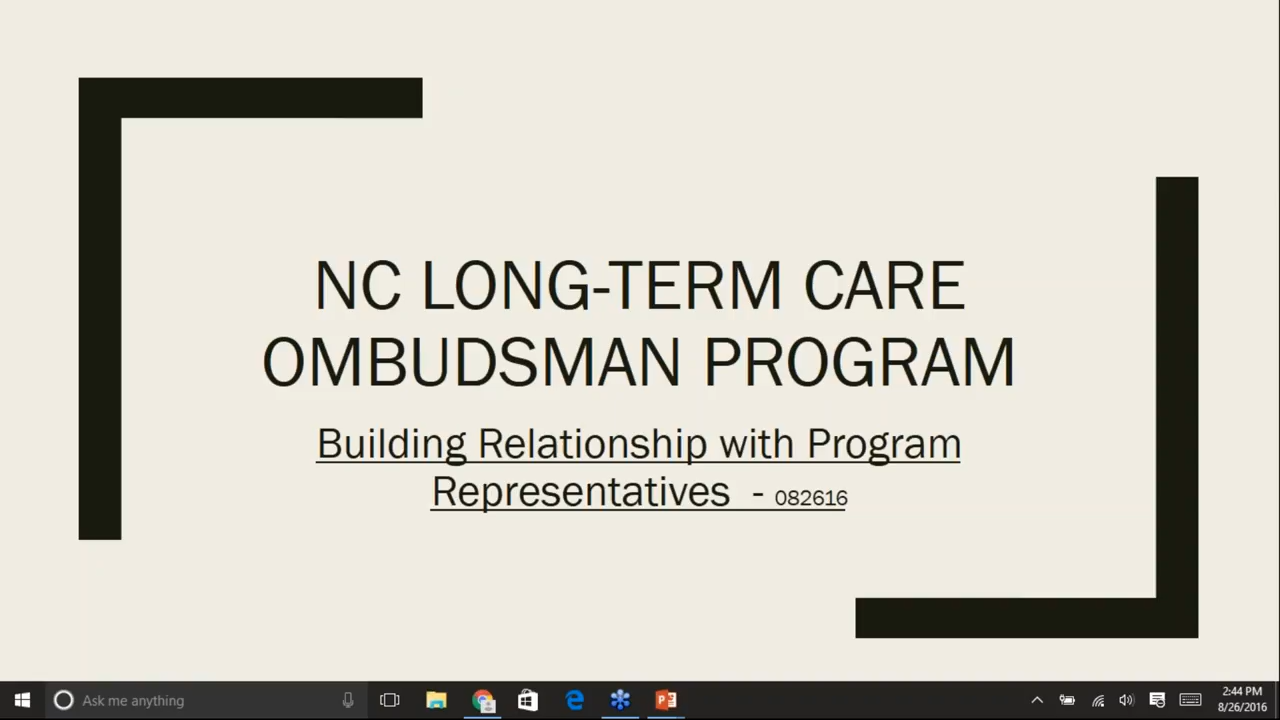 NC LONG-TERM CARE
OMBUDSMAN PROGRAM
Building Relationship with Program
Representatives - 082616
Ask me anything
2:44 PM
8/26/2016